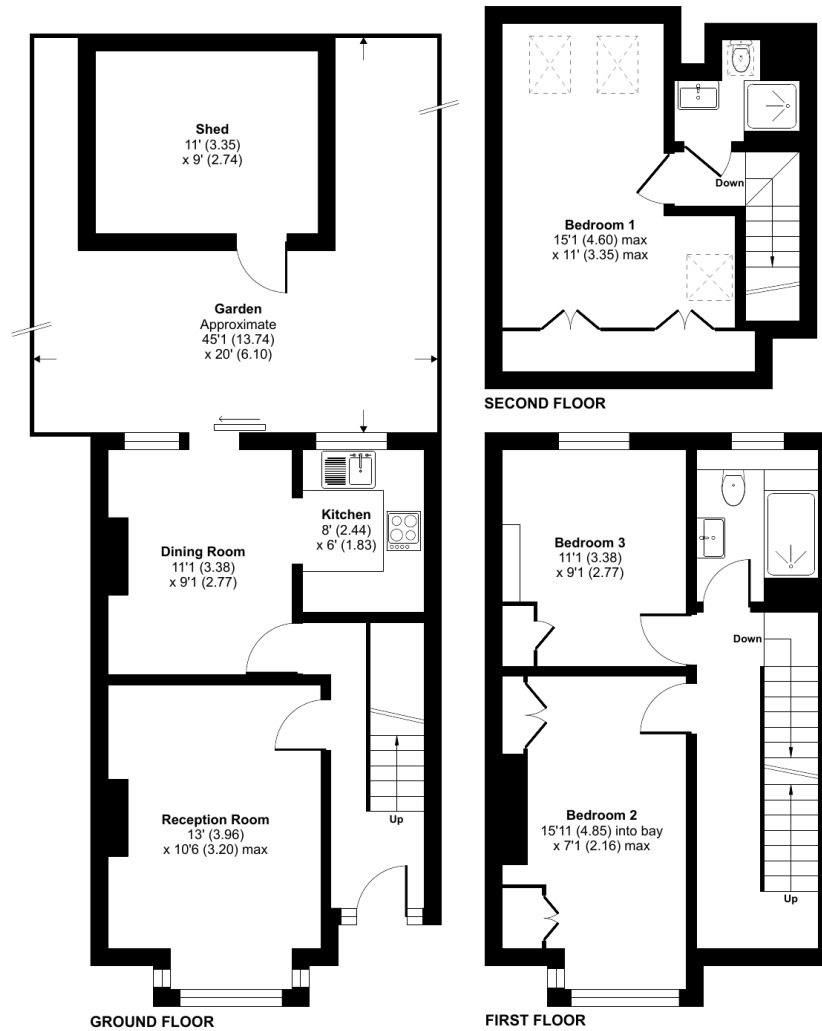 Shed
11' (3.35)
x 9' (2.74)
Garden
Approximate
45'1 (13.74)
x 20' (6.10)
Kitchen
8' (2.44)
x 6' (1.83)
Dining Room
11'1 (3.38)
x 9'1 (2.77)
Reception Room
13' (3.96)
x 10'6 (3.20) max
Up
GROUND FLOOR
Down
Bedroom 1
15'1 (4.60) max
x 11' (3.35) max
SECOND FLOOR
Bedroom 3
11'1 (3.38)
x 9'1 (2.77)
Down
Bedroom 2
15'11 (4.85) into bay
x 7'1 (2.16) max
Up
FIRST FLOOR